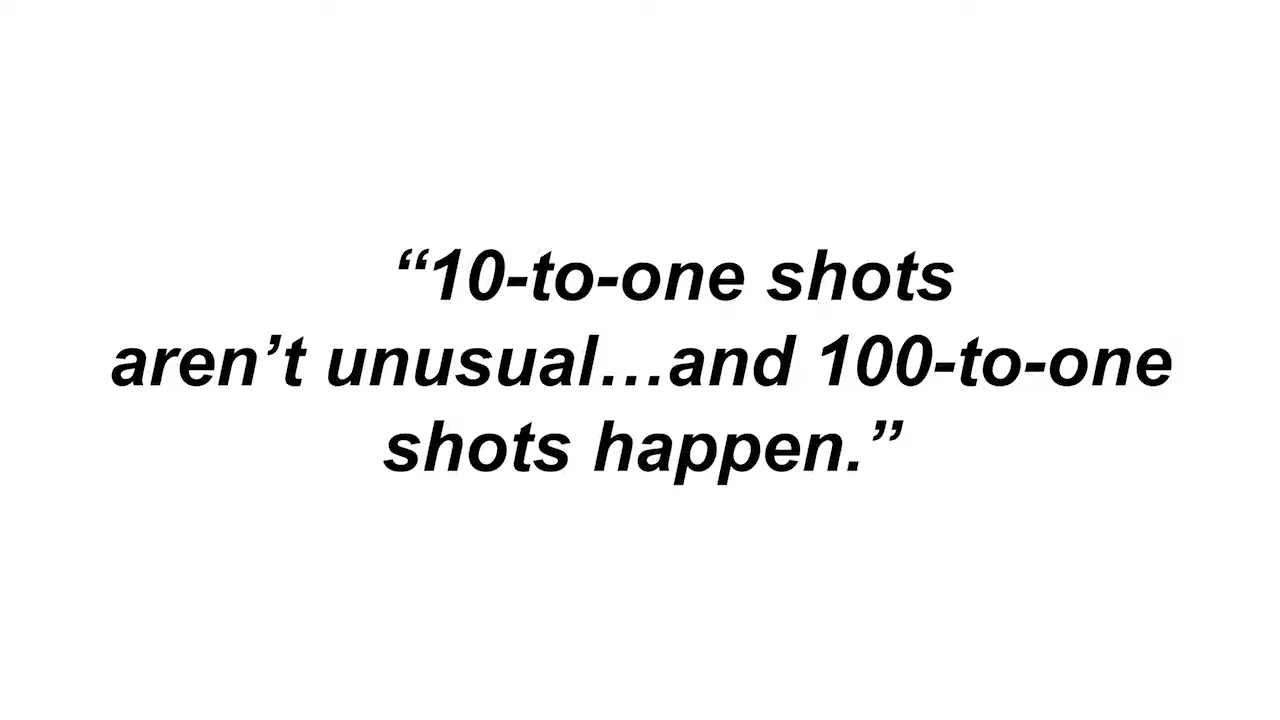 “10-to-one shots
aren’t unusual…and 100-to-one
shots happen.”